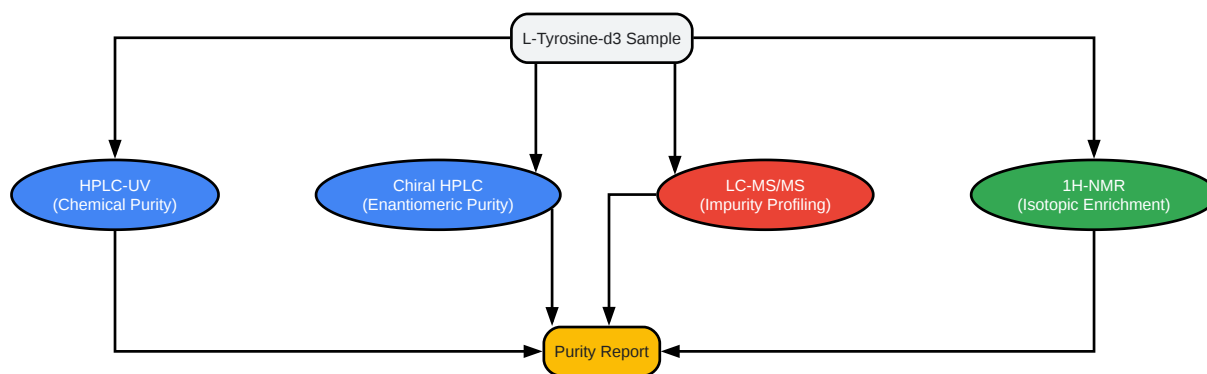 L-Tyrosine-d3 Sample
HPLC-UV
(Chemical Purity)
Chiral HPLC
(Enantiomeric Purity)
LC-MS/MS
(Impurity Profiling)
1H-NMR
(Isotopic Enrichment)
Purity Report